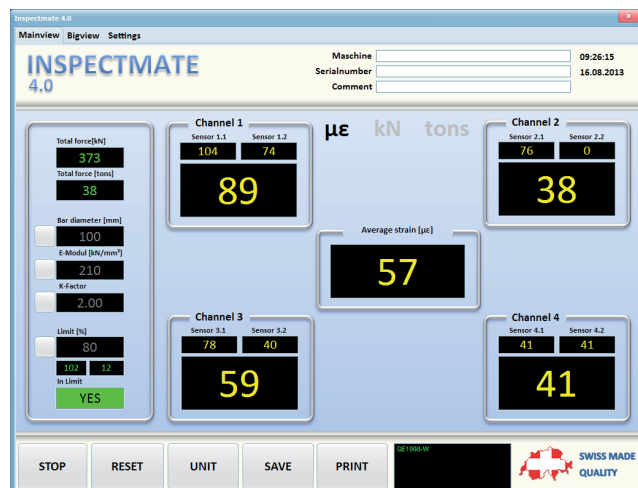 Inspectmate 4.0
Mainview Bigview Settings
INSPECTMATE
4.0
Maschine
Serialnumber
Comment
09:26:15
16.08.2013
Total force[kN]
373
Total force [tons]
38
Bar diameter [mm]
100
E-Modul [kN/mm²]
210
K-Factor
2.00
Limit [%]
80
102 12
In Limit
YES
Channel 1
Sensor 1.1 Sensor 1.2
104 74
89
µε kN tons
Channel 2
Sensor 2.1 Sensor 2.2
76 0
38
Average strain [µε]
57
Channel 3
Sensor 3.1 Sensor 3.2
78 40
59
Channel 4
Sensor 4.1 Sensor 4.2
41 41
41
STOP RESET UNIT SAVE PRINT
QE1008-W
SWISS MADE
QUALITY